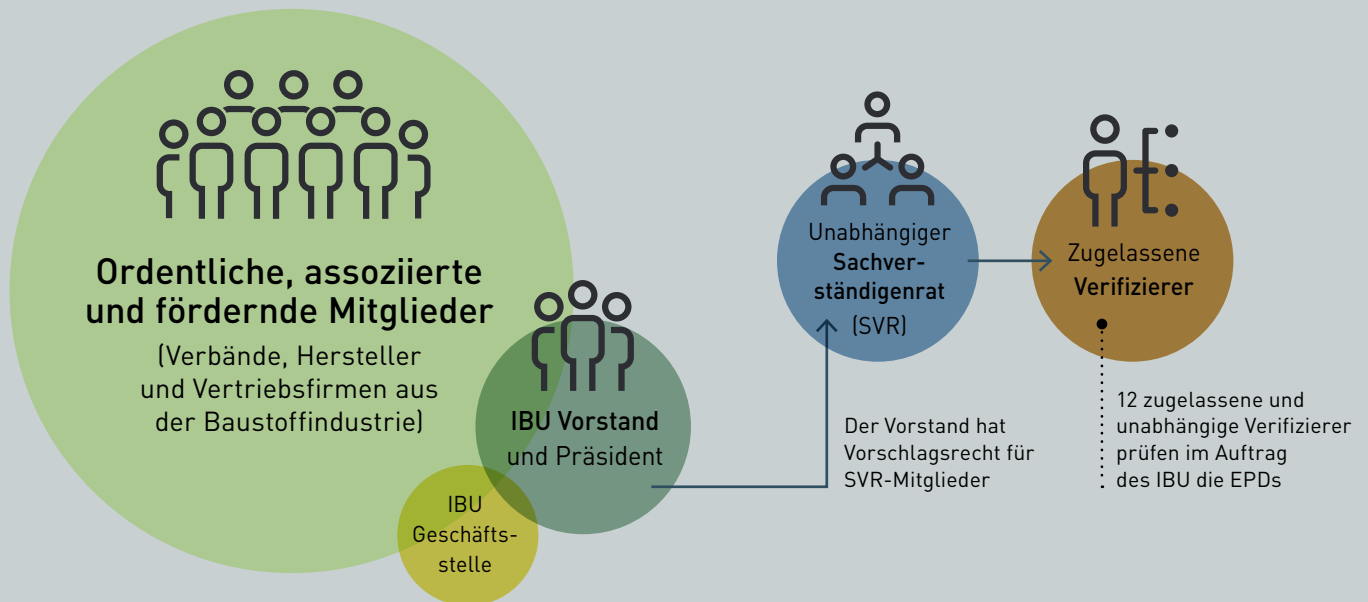 Ordentliche, assoziierte
und fördernde Mitglieder
(Verbände, Hersteller
und Vertriebsfirmen aus
der Baustoffindustrie)
IBU Vorstand
und Präsident
IBU
Geschäfts-
stelle
Unabhängiger
Sachver-
ständigenrat
(SVR)
Der Vorstand hat
Vorschlagsrecht für
SVR-Mitglieder
Zugelassene
Verifizierer
12 zugelassene und
unabhängige Verifizierer
prüfen im Auftrag
des IBU die EPDs